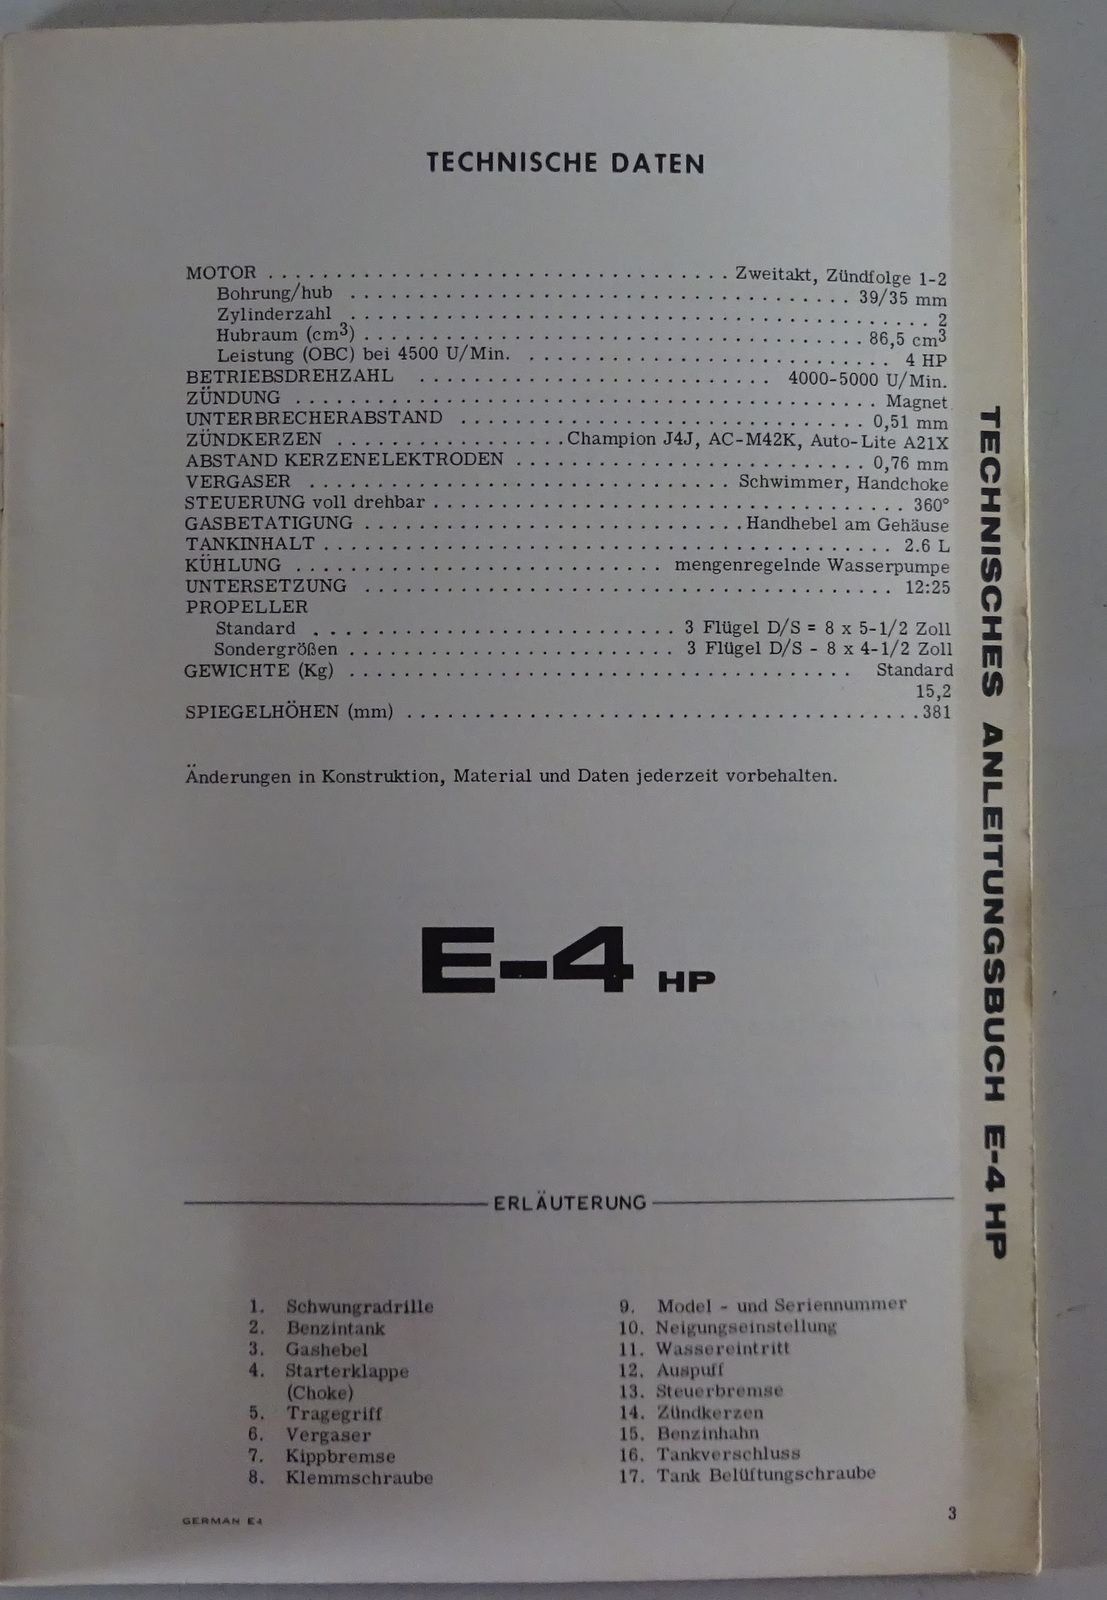 TECHNISCHE DATEN
MOTOR . . . . . . . . . . . . . . . . . . . . . . . . . . . . . . . . . . Zweitakt, Zündfolge 1-2
Bohrung/hub . . . . . . . . . . . . . . . . . . . . . . . . . . . . . . . . . . . . . 39/35 mm
Zylinderzahl . . . . . . . . . . . . . . . . . . . . . . . . . . . . . . . . . . . . . . . . . . . 2
Hubraum (cm3) . . . . . . . . . . . . . . . . . . . . . . . . . . . . . . . . . . . . . 86,5 cm3
Leistung (OBC) bei 4500 U/Min. . . . . . . . . . . . . . . . . . . . . . . . . . . . 4 HP
BETRIEBSDREHZAHL . . . . . . . . . . . . . . . . . . . . . . . . . . 4000-5000 U/Min.
ZÜNDUNG . . . . . . . . . . . . . . . . . . . . . . . . . . . . . . . . . . . . . . . . . . . Magnet
UNTERBRECHERABSTAND . . . . . . . . . . . . . . . . . . . . . . . . . . . . . . 0,51 mm
ZÜNDKERZEN . . . . . . . . . . . . . . . . . Champion J4J, AC-M42K, Auto-Lite A21X
ABSTAND KERZENELEKTRODEN . . . . . . . . . . . . . . . . . . . . . . . . . . 0,76 mm
VERGASER . . . . . . . . . . . . . . . . . . . . . . . . . . . . . . . Schwimmer, Handchoke
STEUERUNG voll drehbar . . . . . . . . . . . . . . . . . . . . . . . . . . . . . . . . . . . 360°
GASBETATIGUNG . . . . . . . . . . . . . . . . . . . . . . . . . . . . Handhebel am Gehäuse
TANKINHALT . . . . . . . . . . . . . . . . . . . . . . . . . . . . . . . . . . . . . . . . . . 2.6 L
KÜHLUNG . . . . . . . . . . . . . . . . . . . . . . . . . . . mengenregelnde Wasserpumpe
UNTERSETZUNG . . . . . . . . . . . . . . . . . . . . . . . . . . . . . . . . . . . . . . . 12:25
PROPELLER
Standard . . . . . . . . . . . . . . . . . . . . . . . . . . . 3 Flügel D/S = 8 x 5-1/2 Zoll
Sondergrößen . . . . . . . . . . . . . . . . . . . . . . . . 3 Flügel D/S - 8 x 4-1/2 Zoll
GEWICHTE (Kg) . . . . . . . . . . . . . . . . . . . . . . . . . . . . . . . . . . . . . Standard
15,2
SPIEGELHÖHEN (mm) . . . . . . . . . . . . . . . . . . . . . . . . . . . . . . . . . . . . . . 381
Änderungen in Konstruktion, Material und Daten jederzeit vorbehalten.
E-4 HP
ERLÄUTERUNG
1. Schwungradrille
2. Benzintank
3. Gashebel
4. Starterklappe
(Choke)
5. Tragegriff
6. Vergaser
7. Kippbremse
8. Klemmschraube
9. Model - und Seriennummer
10. Neigungseinstellung
11. Wassereintritt
12. Auspuff
13. Steuerbremse
14. Zündkerzen
15. Benzinhahn
16. Tankverschluss
17. Tank Belüftungschraube
GERMAN E4
3
TECHNISCHES ANLEITUNGSBUCH E-4 HP